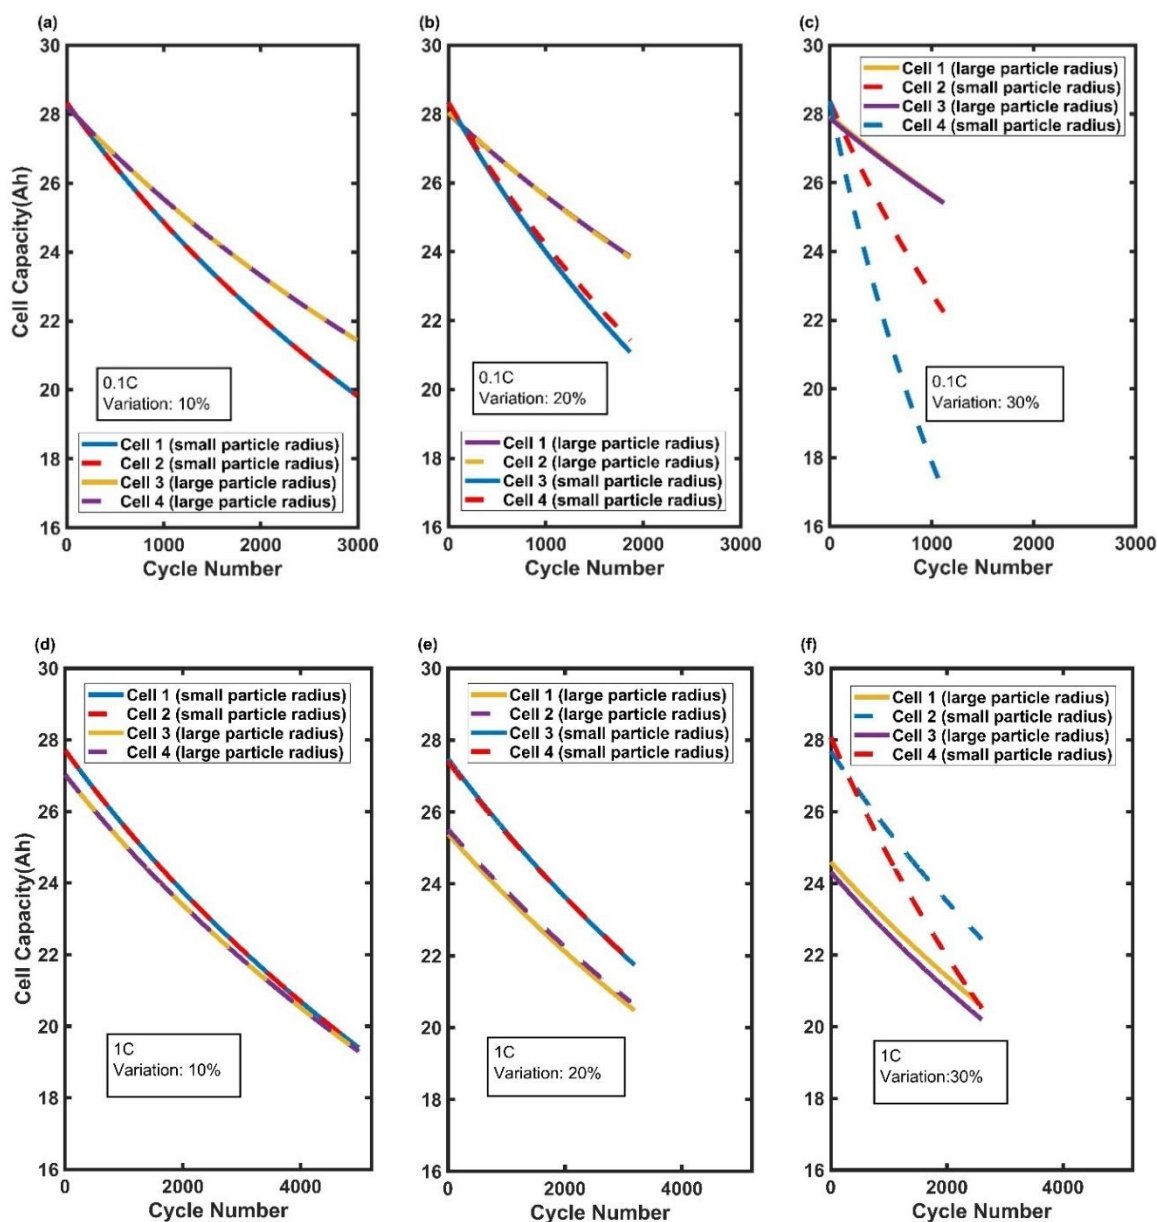 (a)
30
28
26
24
22
20
18
16
Cell Capacity(Ah)
0.1C
Variation: 10%
Cell 1 (small particle radius)
Cell 2 (small particle radius)
Cell 3 (large particle radius)
Cell 4 (large particle radius)
0 1000 2000 3000
Cycle Number
(b)
30
28
26
24
22
20
18
16
0.1C
Variation: 20%
Cell 1 (large particle radius)
Cell 2 (large particle radius)
Cell 3 (small particle radius)
Cell 4 (small particle radius)
0 1000 2000 3000
Cycle Number
(c)
30
28
26
24
22
20
18
16
Cell 1 (large particle radius)
Cell 2 (small particle radius)
Cell 3 (large particle radius)
Cell 4 (small particle radius)
0.1C
Variation: 30%
0 1000 2000 3000
Cycle Number
(d)
30
28
26
24
22
20
18
16
Cell Capacity(Ah)
Cell 1 (small particle radius)
Cell 2 (small particle radius)
Cell 3 (large particle radius)
Cell 4 (large particle radius)
1C
Variation: 10%
0 2000 4000
Cycle Number
(e)
30
28
26
24
22
20
18
16
Cell 1 (large particle radius)
Cell 2 (large particle radius)
Cell 3 (small particle radius)
Cell 4 (small particle radius)
1C
Variation: 20%
0 2000 4000
Cycle Number
(f)
30
28
26
24
22
20
18
16
Cell 1 (large particle radius)
Cell 2 (small particle radius)
Cell 3 (large particle radius)
Cell 4 (small particle radius)
1C
Variation:30%
0 2000 4000
Cycle Number